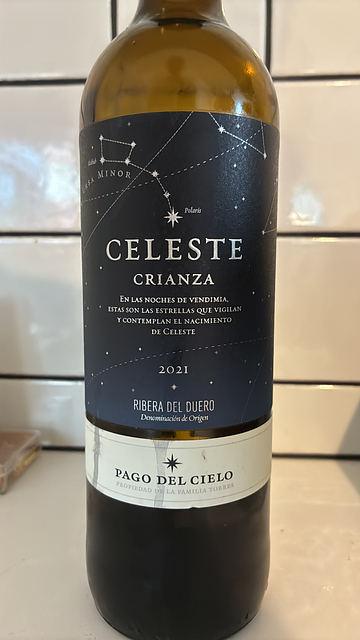 Polaris
MINOR
CELESTE
CRIANZA
EN LAS NOCHES DE VENDIMIA,
ESTAS SON LAS ESTRELLAS QUE VIGILAN
Y CONTEMPLAN EL NACIMIENTO
DE CELESTE
2021
RIBERA DEL DUERO
Denominación de Origen
PAGO DEL CIELO
PROPIEDAD DE LA FAMILIA TORRES